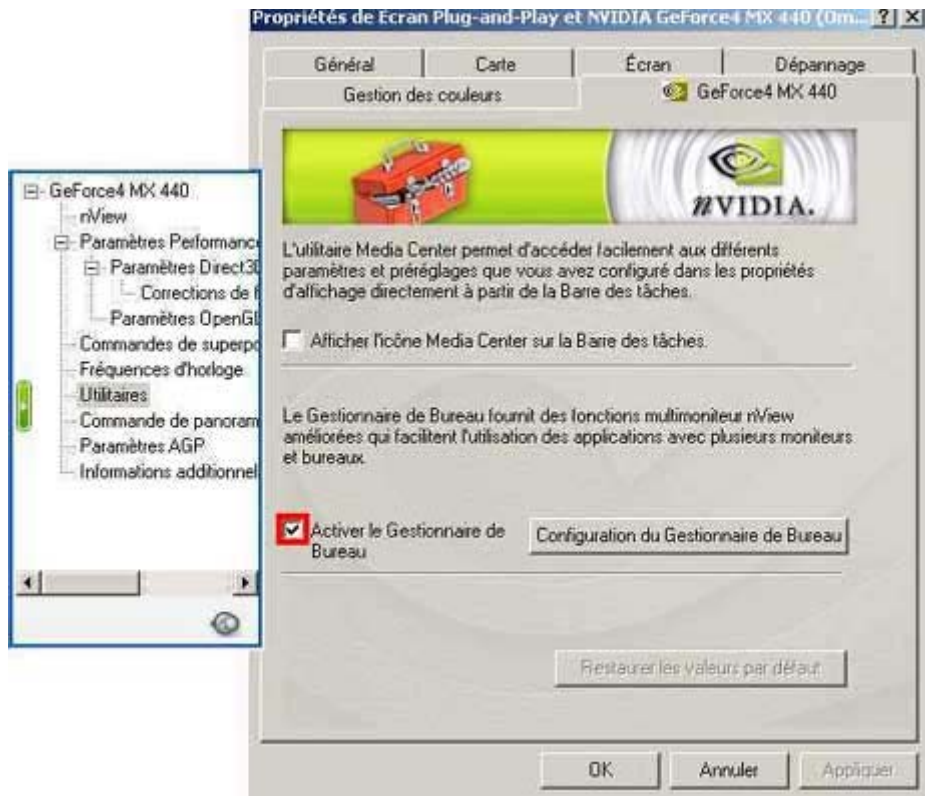 Propriétés de Ecran Plug-and-Play et NVIDIA GeForce4 MX 440 (Om...
Général
Carte
Écran
Dépannage
Gestion des couleurs
GeForce4 MX 440
nVIDIA.
GeForce4 MX 440
nView
Paramètres Performance
Paramètres Direct3D
Corrections de
Paramètres OpenGL
Commandes de superpo
Fréquences d'horloge
Utilitaires
Commande de panoram
Paramètres AGP
Informations additionnel
L'utilitaire Media Center permet d'accéder facilement aux différents
paramètres et préréglages que vous avez configuré dans les propriétés
d'affichage directement à partir de la Barre des tâches.
Afficher l'icône Media Center sur la Barre des tâches.
Le Gestionnaire de Bureau fournit des fonctions multimoniteur nView
améliorées qui facilitent l'utilisation des applications avec plusieurs moniteurs
et bureaux.
Activer le Gestionnaire de
Bureau
Configuration du Gestionnaire de Bureau
Restaurer les valeurs par défaut
OK
Annuler
Appliquer